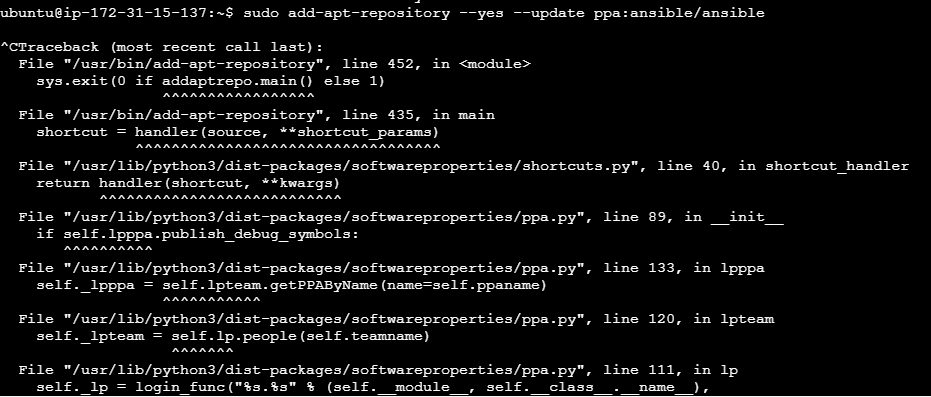 ubuntu@ip-172-31-15-137:~$ sudo add-apt-repository --yes --update ppa:ansible/ansible
^CTraceback (most recent call last):
  File "/usr/bin/add-apt-repository", line 452, in <module>
    sys.exit(0 if addaptrepo.main() else 1)
                  ^^^^^^^^^^^^^^^^^
  File "/usr/bin/add-apt-repository", line 435, in main
    shortcut = handler(source, **shortcut_params)
               ^^^^^^^^^^^^^^^^^^^^^^^^^^^^^^^^^^
  File "/usr/lib/python3/dist-packages/softwareproperties/shortcuts.py", line 40, in shortcut_handler
    return handler(shortcut, **kwargs)
           ^^^^^^^^^^^^^^^^^^^^^^^^^^^
  File "/usr/lib/python3/dist-packages/softwareproperties/ppa.py", line 89, in __init__
    if self.lpppa.publish_debug_symbols:
       ^^^^^^^^^^
  File "/usr/lib/python3/dist-packages/softwareproperties/ppa.py", line 133, in lpppa
    self._lpppa = self.lpteam.getPPAByName(name=self.ppaname)
                  ^^^^^^^^^^^
  File "/usr/lib/python3/dist-packages/softwareproperties/ppa.py", line 120, in lpteam
    self._lpteam = self.lp.people(self.teamname)
                   ^^^^^^^
  File "/usr/lib/python3/dist-packages/softwareproperties/ppa.py", line 111, in lp
    self._lp = login_func("%s.%s" % (self.__module__, self.__class__.__name__),